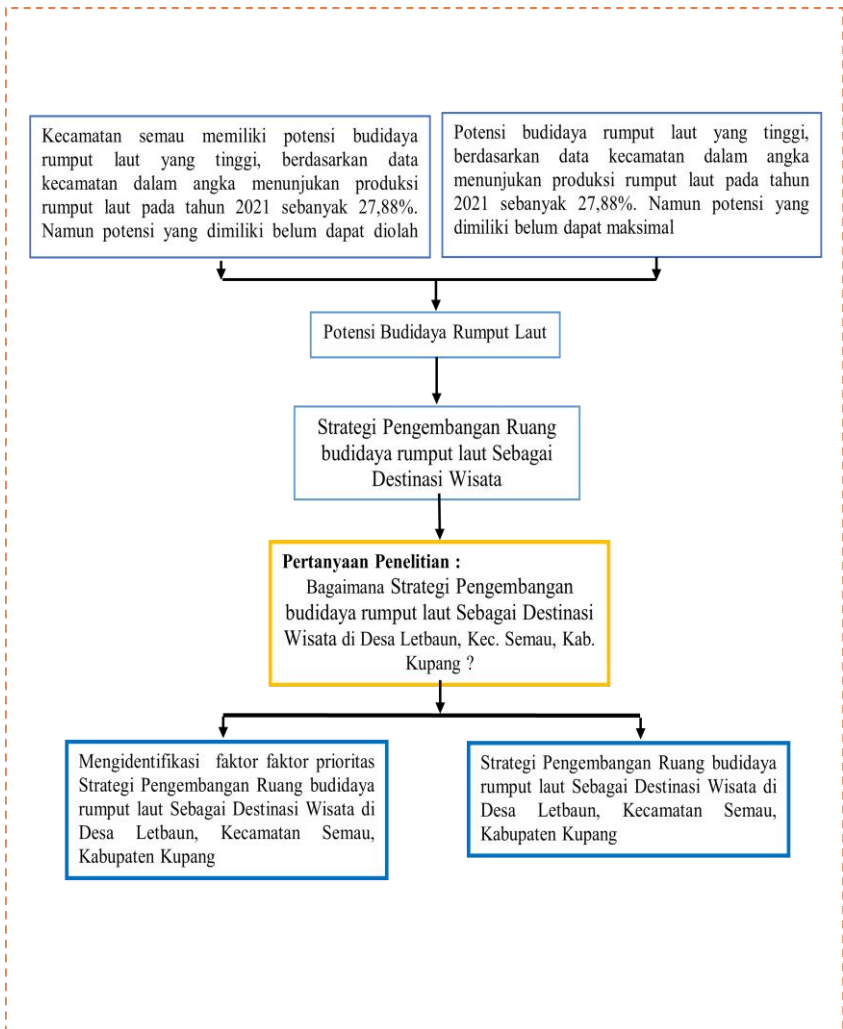 Kecamatan semau memiliki potensi budidaya
rumput laut yang tinggi, berdasarkan data
kecamatan dalam angka menunjukan produksi
rumput laut pada tahun 2021 sebanyak 27,88%.
Namun potensi yang dimiliki belum dapat diolah
Potensi budidaya rumput laut yang tinggi,
berdasarkan data kecamatan dalam angka
menunjukan produksi rumput laut pada tahun
2021 sebanyak 27,88%. Namun potensi yang
dimiliki belum dapat maksimal
Potensi Budidaya Rumput Laut
Strategi Pengembangan Ruang
budidaya rumput laut Sebagai
Destinasi Wisata
Pertanyaan Penelitian :
Bagaimana Strategi Pengembangan
budidaya rumput laut Sebagai Destinasi
Wisata di Desa Letbaun, Kec. Semau, Kab.
Kupang ?
Mengidentifikasi faktor faktor prioritas
Strategi Pengembangan Ruang budidaya
rumput laut Sebagai Destinasi Wisata di
Desa Letbaun, Kecamatan Semau,
Kabupaten Kupang
Strategi Pengembangan Ruang budidaya
rumput laut Sebagai Destinasi Wisata di
Desa Letbaun, Kecamatan Semau,
Kabupaten Kupang